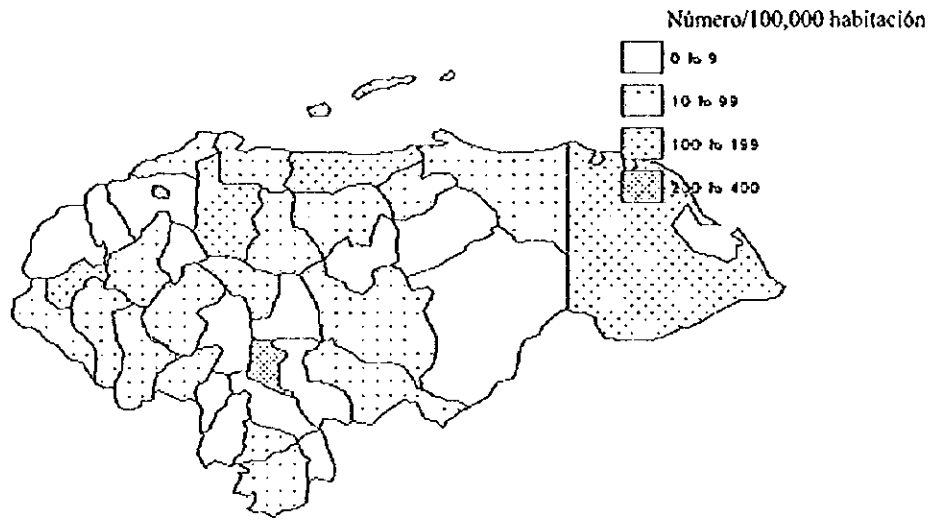 Número/100,000 habitación
0 to 9
10 to 99
100 to 199
200 to 400